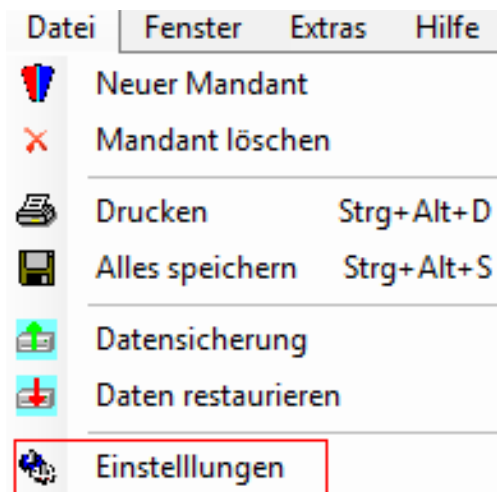 Datei Fenster Extras Hilfe
Neuer Mandant
Mandant löschen
Drucken Strg+Alt+D
Alles speichern Strg+Alt+S
Datensicherung
Daten restaurieren
Einstelllungen